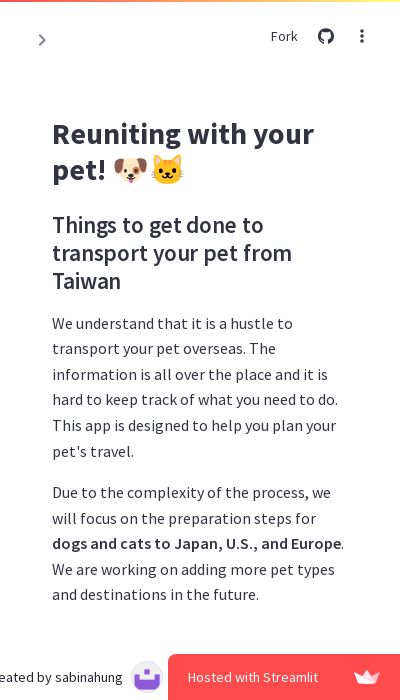 Fork
Reuniting with your
pet! 🐶🐱
Things to get done to
transport your pet from
Taiwan
We understand that it is a hustle to
transport your pet overseas. The
information is all over the place and it is
hard to keep track of what you need to do.
This app is designed to help you plan your
pet's travel.
Due to the complexity of the process, we
will focus on the preparation steps for
dogs and cats to Japan, U.S., and Europe.
We are working on adding more pet types
and destinations in the future.
eated by sabinahung
Hosted with Streamlit